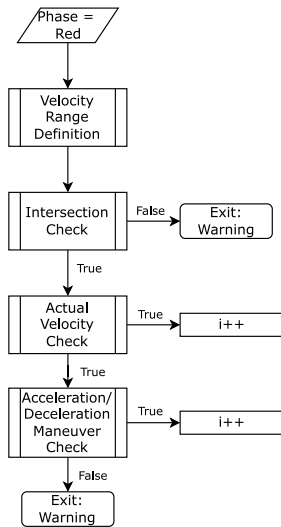 Phase =
Red
Velocity
Range
Definition
Intersection
Check
False
Exit:
Warning
True
Actual
Velocity
Check
True
i++
True
Acceleration/
Deceleration
Maneuver
Check
True
i++
False
Exit:
Warning